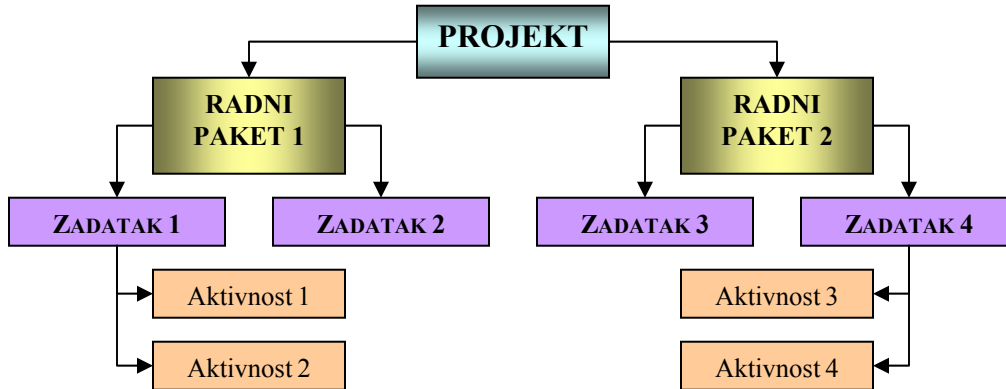 PROJEKT
RADNI
PAKET 1
RADNI
PAKET 2
ZADATAK 1
ZADATAK 2
ZADATAK 3
ZADATAK 4
Aktivnost 1
Aktivnost 3
Aktivnost 2
Aktivnost 4